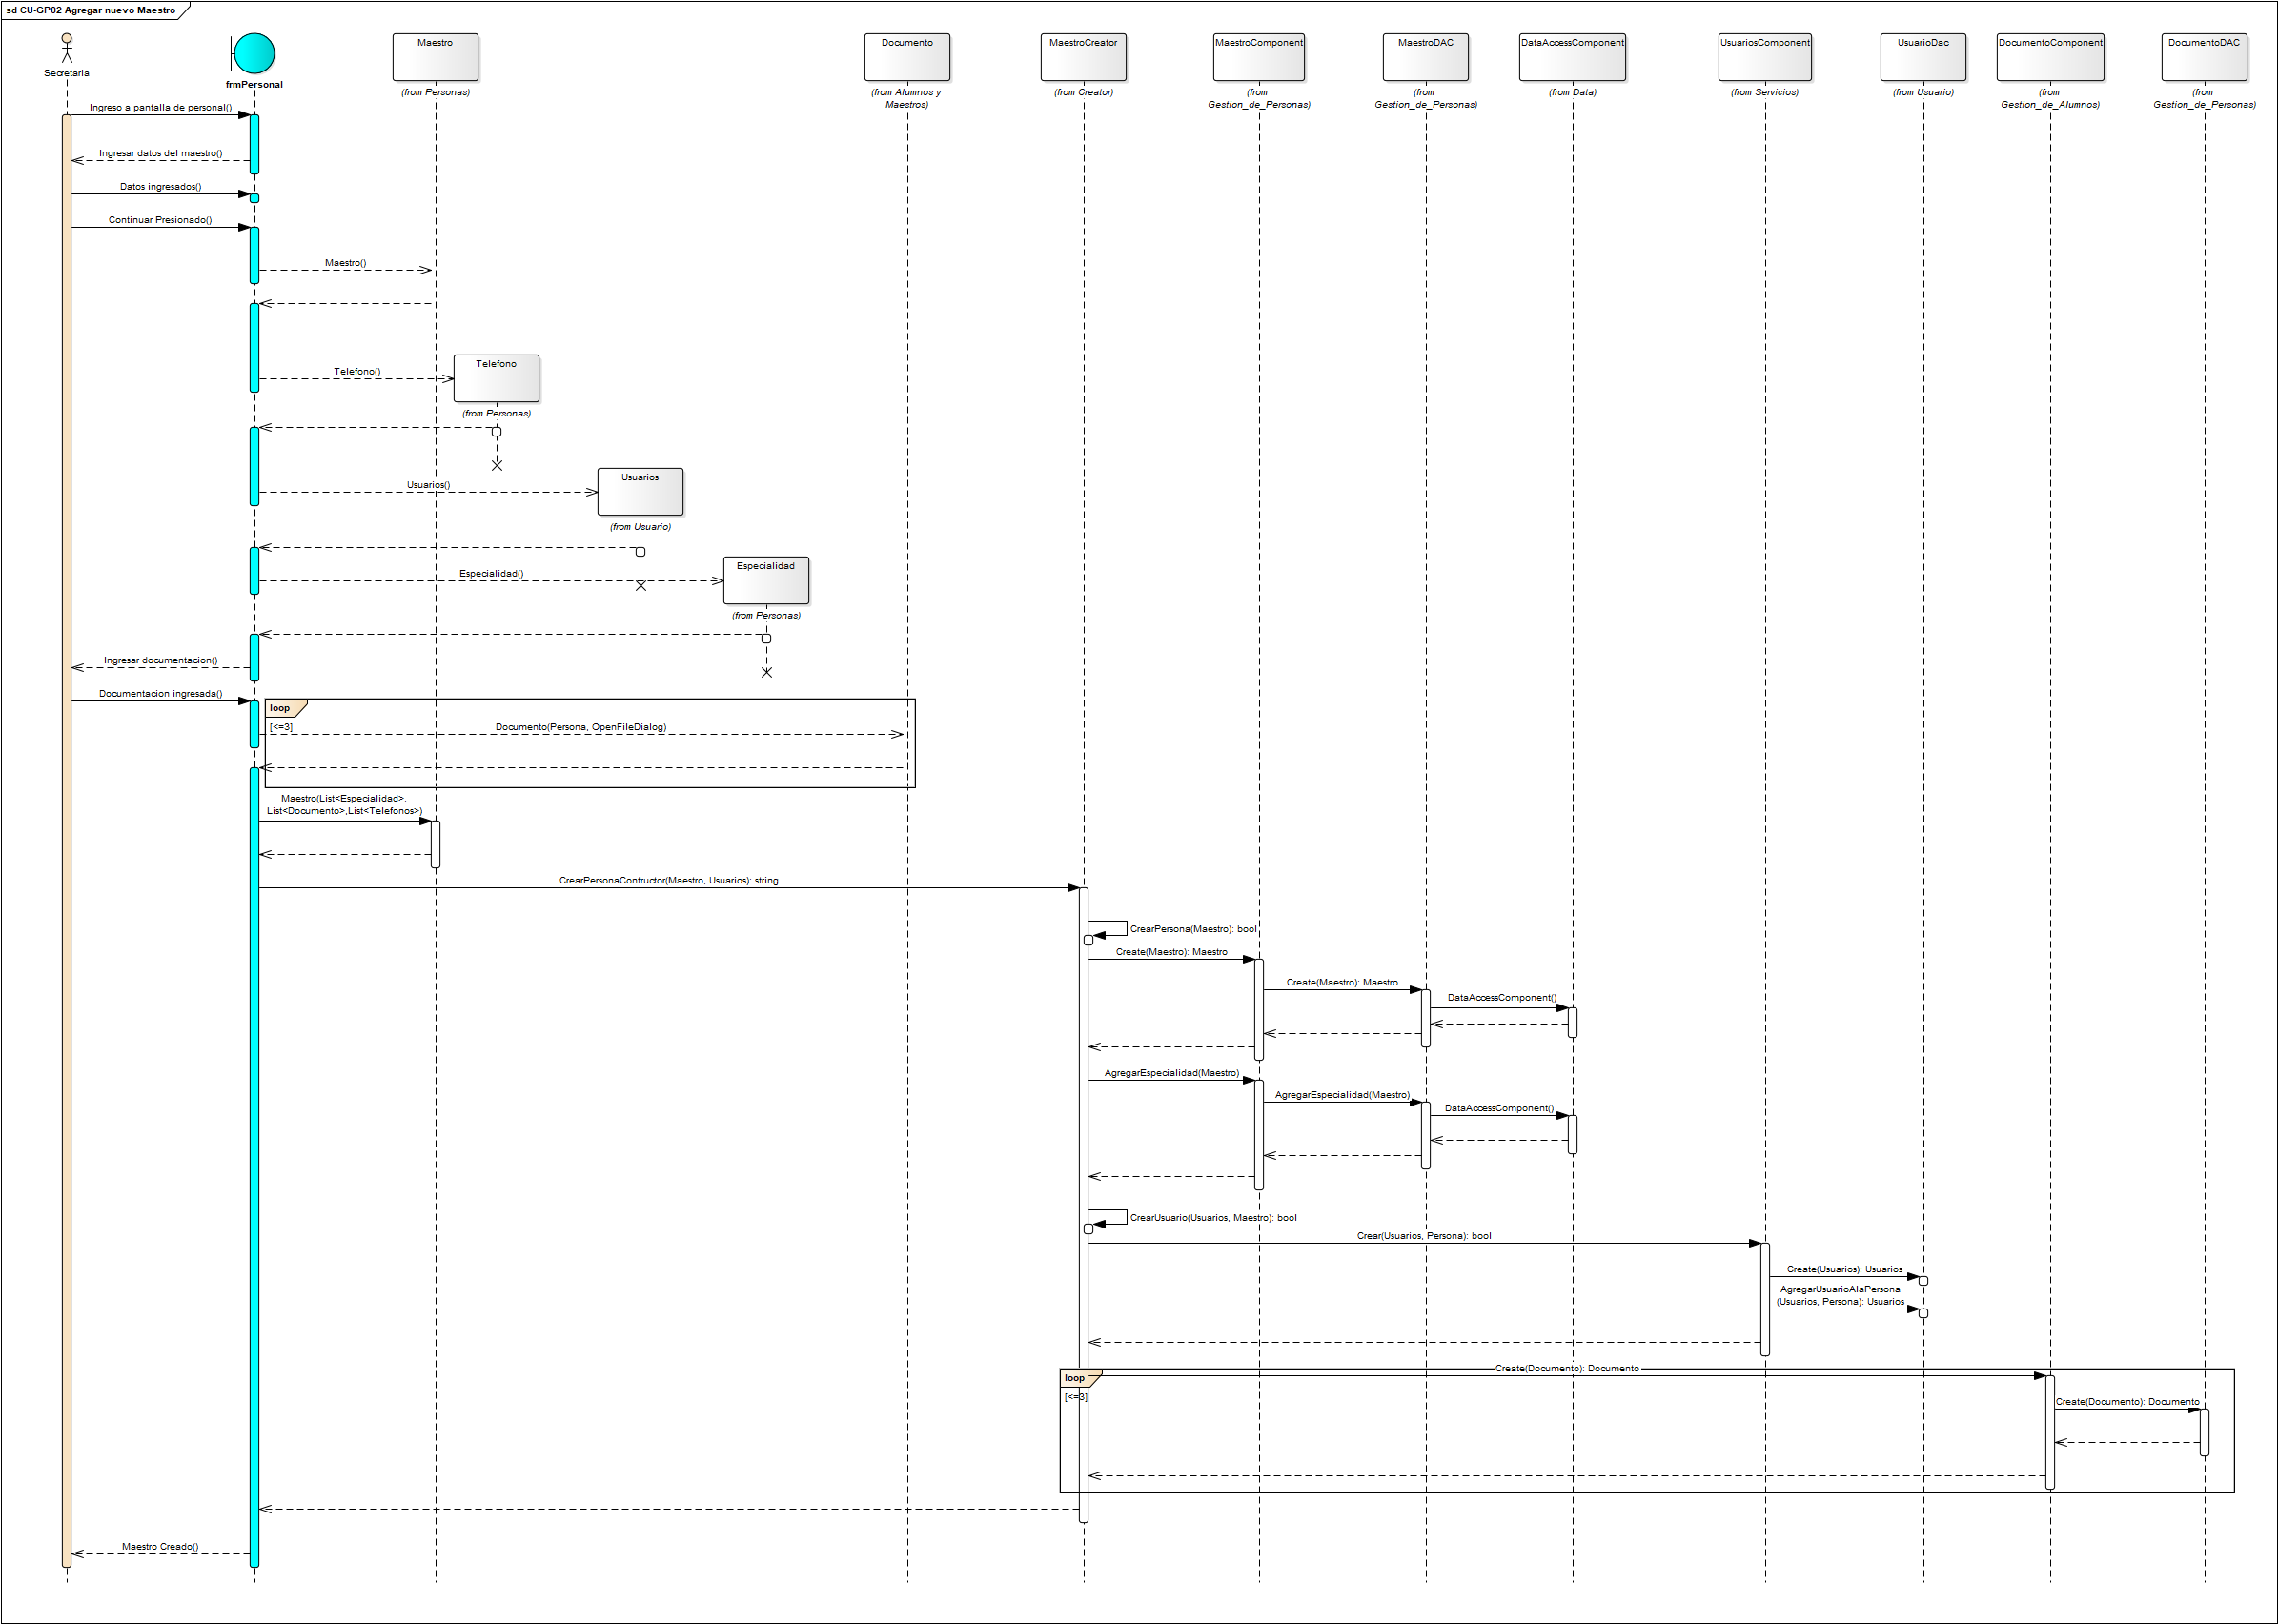 sd CU-GP02 Agregar nuevo Maestro
Secretaria
frmPersonal
Maestro
(from Personas)
Documento
(from Alumnos y
Maestros)
MaestroCreator
(from Creator)
MaestroComponent
(from
Gestion_de_Personas)
MaestroDAC
(from
Gestion_de_Personas)
DataAccessComponent
(from Data)
UsuariosComponent
(from Servicios)
UsuarioDac
(from Usuario)
DocumentoComponent
(from
Gestion_de_Alumnos)
DocumentoDAC
(from
Gestion_de_Personas)
Ingreso a pantalla de personal()
Ingresar datos del maestro()
Datos ingresados()
Continuar Presionado()
Maestro()
Telefono
Telefono()
(from Personas)
Usuarios
Usuarios()
(from Usuario)
Especialidad
Especialidad()
(from Personas)
Ingresar documentacion()
Documentacion ingresada()
loop
[<=3]
Documento(Persona, OpenFileDialog)
Maestro(List<Especialidad>,
List<Documento>,List<Telefonos>)
CrearPersonaContructor(Maestro, Usuarios): string
CrearPersona(Maestro): bool
Create(Maestro): Maestro
Create(Maestro): Maestro
DataAccessComponent()
AgregarEspecialidad(Maestro)
AgregarEspecialidad(Maestro)
DataAccessComponent()
CrearUsuario(Usuarios, Maestro): bool
Crear(Usuarios, Persona): bool
Create(Usuarios): Usuarios
AgregarUsuarioAlaPersona
(Usuarios, Persona): Usuarios
Create(Documento): Documento
loop
[<=3]
Create(Documento): Documento
Maestro Creado()